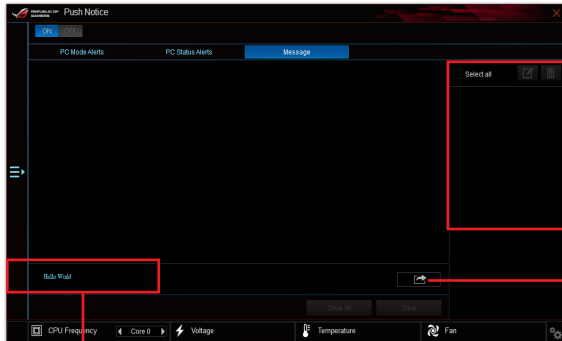 REPUBLIC OF GAMERS Push Notice
ON OFF
PC Mode Alerts PC Status Alerts Message
Select all
Hello World
Clear All Save
CPU Frequency Core 0 Voltage Temperature Fan